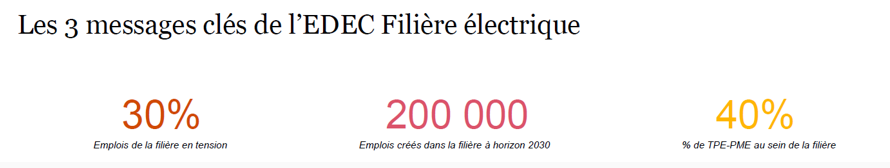 Les 3 messages clés de l’EDEC Filière électrique
30% 200 000 40%
Emplois de la filière en tension Emplois créés dans la filière à horizon 2030 % de TPE-PME au sein de la filière